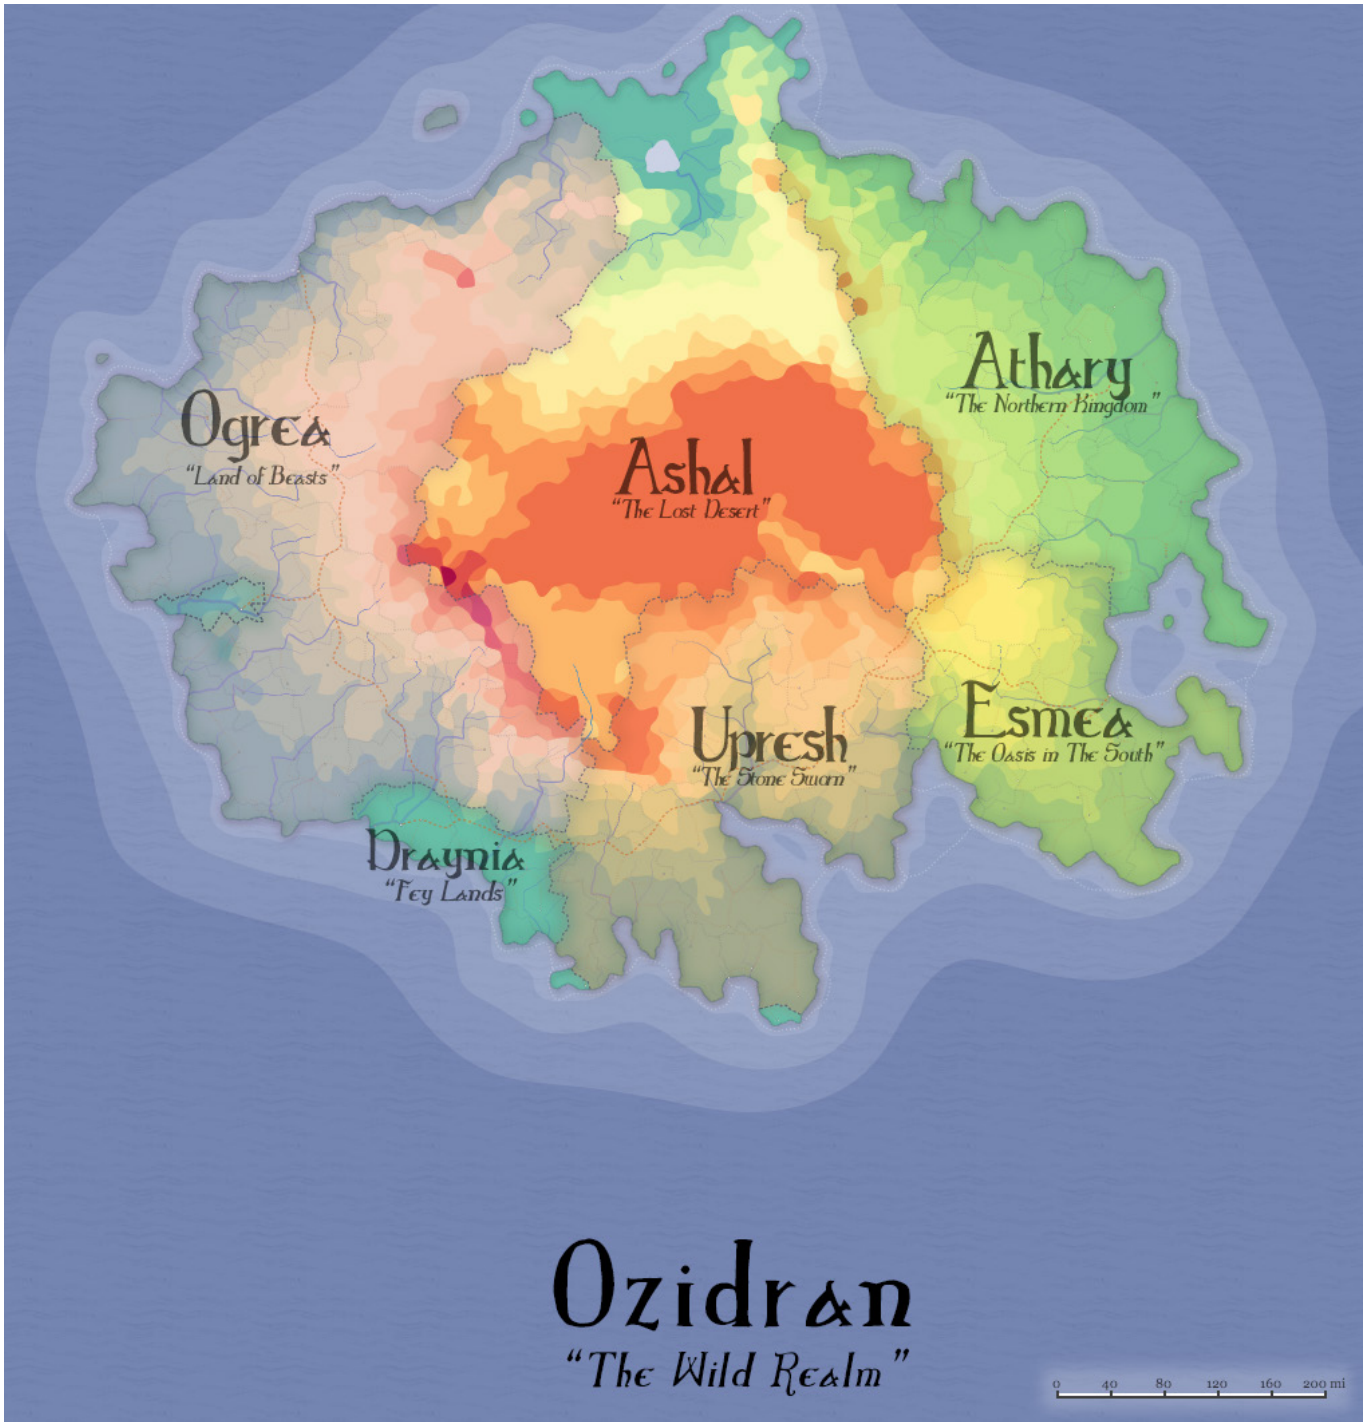 Athary
"The Northern Kingdom"
Ogrea
"Land of Beasts"
Ashal
"The Lost Desert"
Esmea
"The Oasis in The South"
Upresh
"The Stone Swarn"
Draynia
"Fey Lands"
Ozidran
"The Wild Realm"
0 40 80 120 160 200 mi